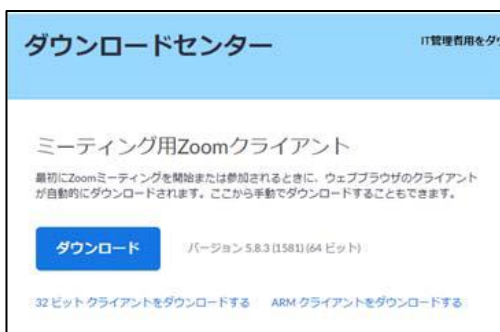 ダウンロードセンター
IT管理者用をダウ
ミーティング用Zoomクライアント
最初にZoomミーティングを開始または参加されるときに、ウェブブラウザのクライアント
が自動的にダウンロードされます。ここから手動でダウンロードすることもできます。
ダウンロード バージョン 5.8.3 (1581) (64 ビット)
32 ビット クライアントをダウンロードする ARM クライアントをダウンロードする